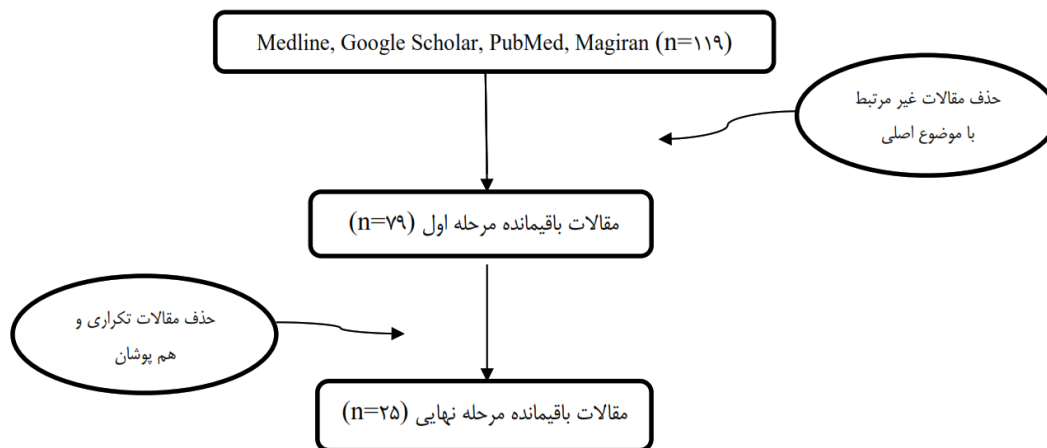 Medline, Google Scholar, PubMed, Magiran (n=۱۱۹)
حذف مقالات غیر مرتبط
با موضوع اصلی
مقالات باقیمانده مرحله اول (n=۷۹)
حذف مقالات تکراری و
هم پوشان
مقالات باقیمانده مرحله نهایی (n=۲۵)